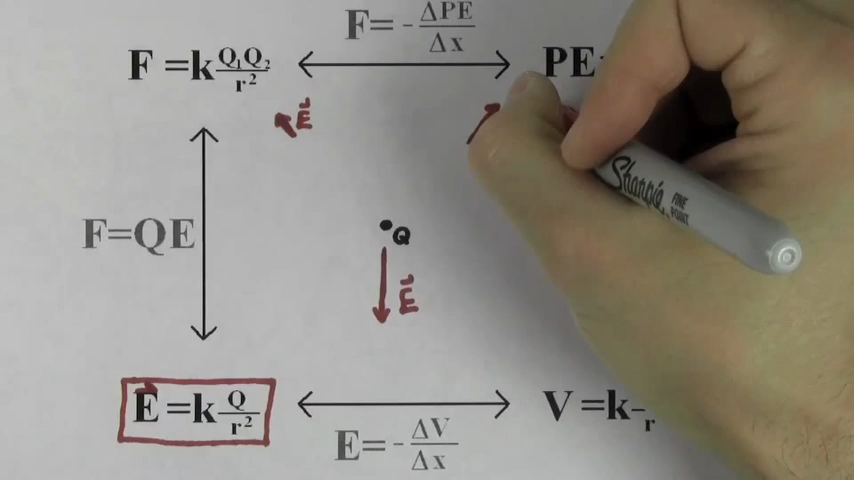 F= -ΔPE/Δx
F =k Q₁Q₂/r²
PE
E
Sharpie FINE POINT
F=QE
Q
E
E =k Q/r²
V =k –/r
E= -ΔV/Δx